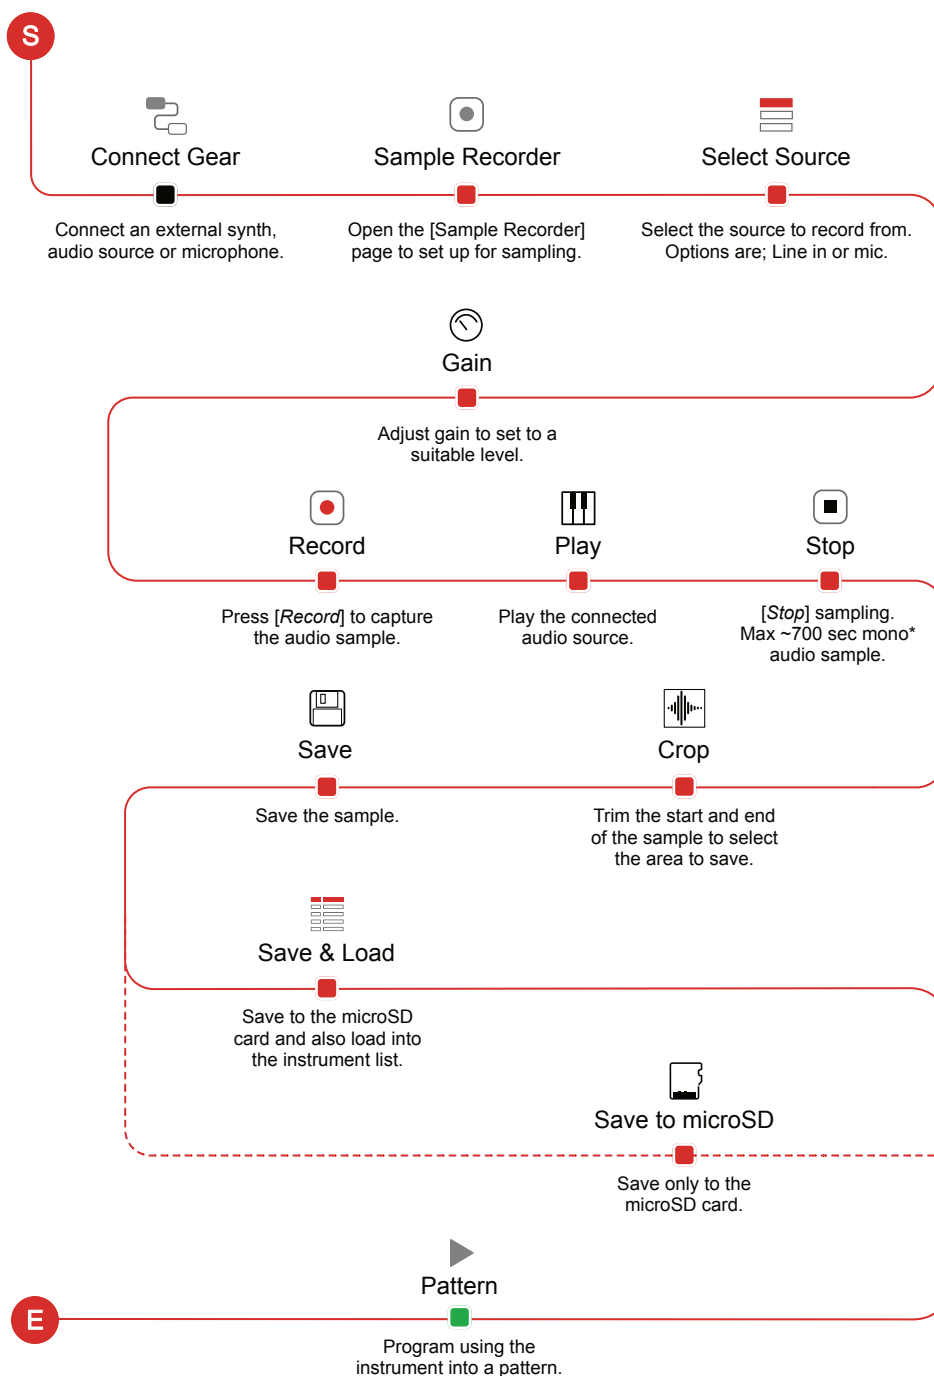 S
Connect Gear
Sample Recorder
Select Source
Connect an external synth,
audio source or microphone.
Open the [Sample Recorder]
page to set up for sampling.
Select the source to record from.
Options are; Line in or mic.
Gain
Adjust gain to set to a
suitable level.
Record
Play
Stop
Press [Record] to capture
the audio sample.
Play the connected
audio source.
[Stop] sampling.
Max ~700 sec mono*
audio sample.
Save
Crop
Save the sample.
Trim the start and end
of the sample to select
the area to save.
Save & Load
Save to the microSD
card and also load into
the instrument list.
Save to microSD
Save only to the
microSD card.
Pattern
E
Program using the
instrument into a pattern.